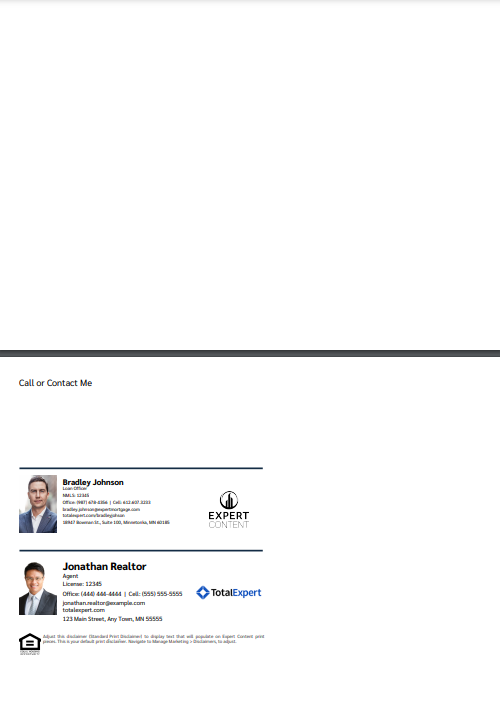 Call or Contact Me
Bradley Johnson
Loan Officer
NMLS: 12345
Office: (987) 678-0356 | Cell: 612.607.3233
bradley.johnson@expertmortgage.com
totalexpert.com/bradleyjohson
18947 Bowman St., Suite 100, Minnetonka, MN 60185
EXPERT
CONTENT
Jonathan Realtor
Agent
License: 12345
Office: (444) 444-4444 | Cell: (555) 555-5555
jonathan.realtor@example.com
totalexpert.com
123 Main Street, Any Town, MN 55555
TotalExpert
Adjust this disclaimer (Standard Print Disclaimer) to display text that will populate on Expert Content print
pieces. This is your default print disclaimer. Navigate to Manage Marketing > Disclaimers, to adjust.